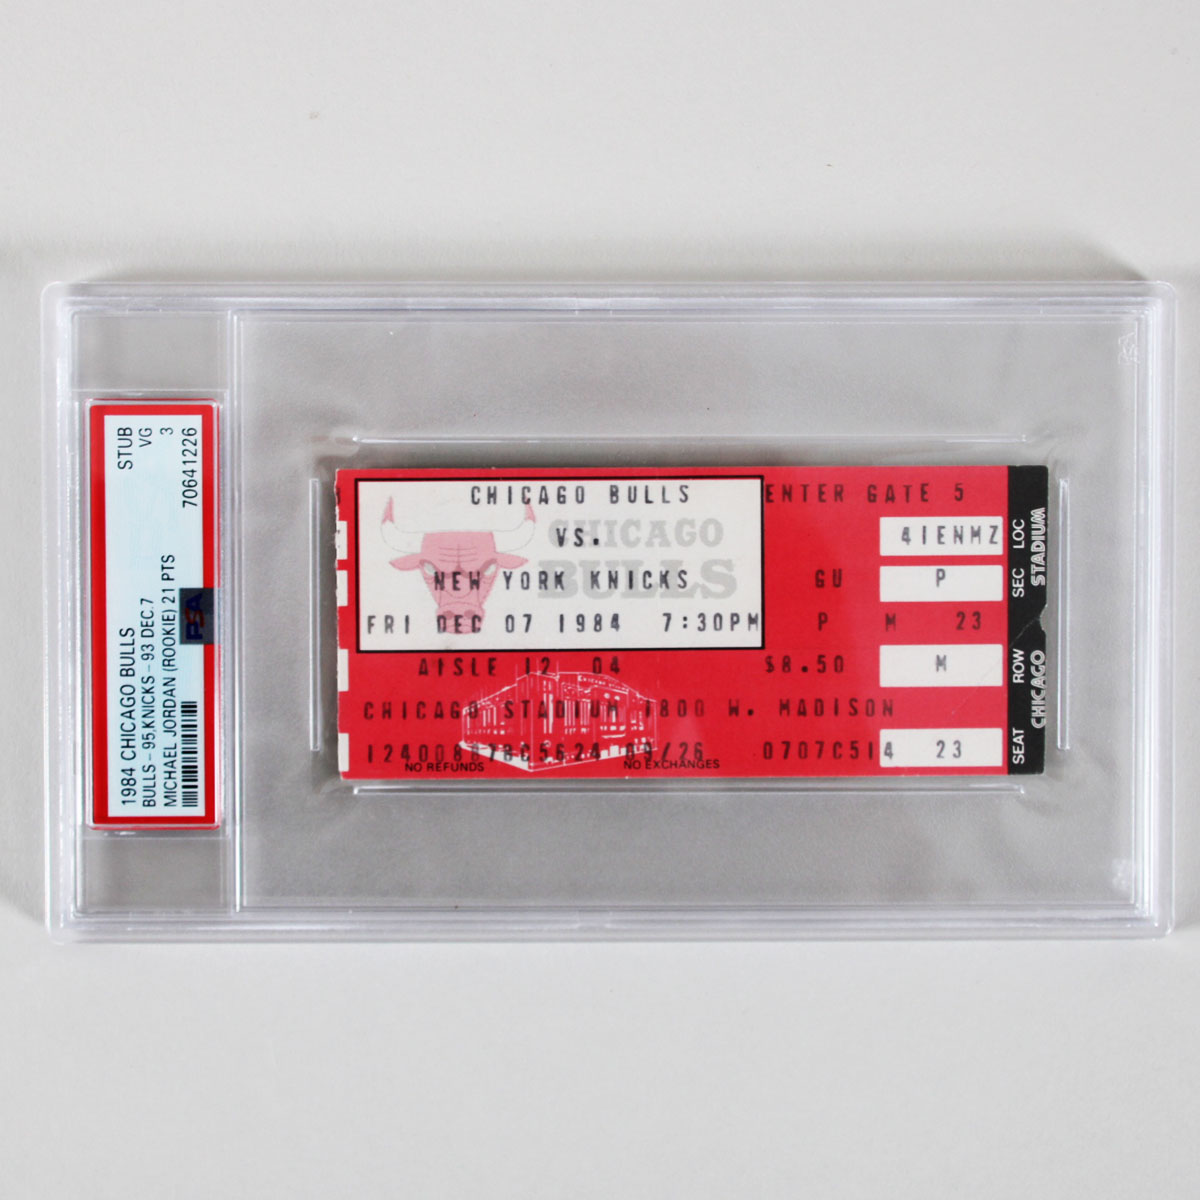 1984 CHICAGO BULLS
BULLS - 95, KNICKS - 93 DEC. 7
MICHAEL JORDAN (ROOKIE) 21 PTS
STUB
VG
3
70641226
PSA
CHICAGO BULLS
VS.
NEW YORK KNICKS
FRI DEC 07 1984 7:30PM
CHICAGO
BULLS
ENTER GATE 5
41ENMZ
GU P
P M 23
AISLE 12 04 $8.50 M
CHICAGO STADIUM 1800 W. MADISON
09/26 0707C514 23
NO REFUNDS NO EXCHANGES
SEAT ROW SEC LOC
CHICAGO STADIUM